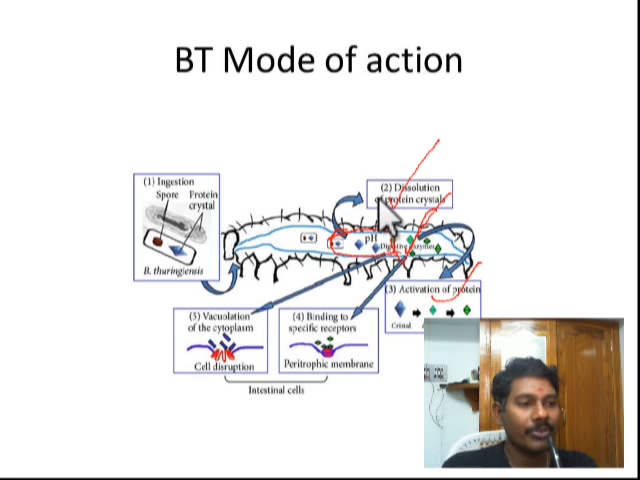 BT Mode of action
(1) Ingestion
Spore Protein
crystal
B. thuringiensis
(2) Dissolution
of protein crystals
pH
Digestive enzymes
(3) Activation of protein
Cristal
(5) Vacuolation
of the cytoplasm
Cell disruption
(4) Binding to
specific receptors
Peritrophic membrane
Intestinal cells